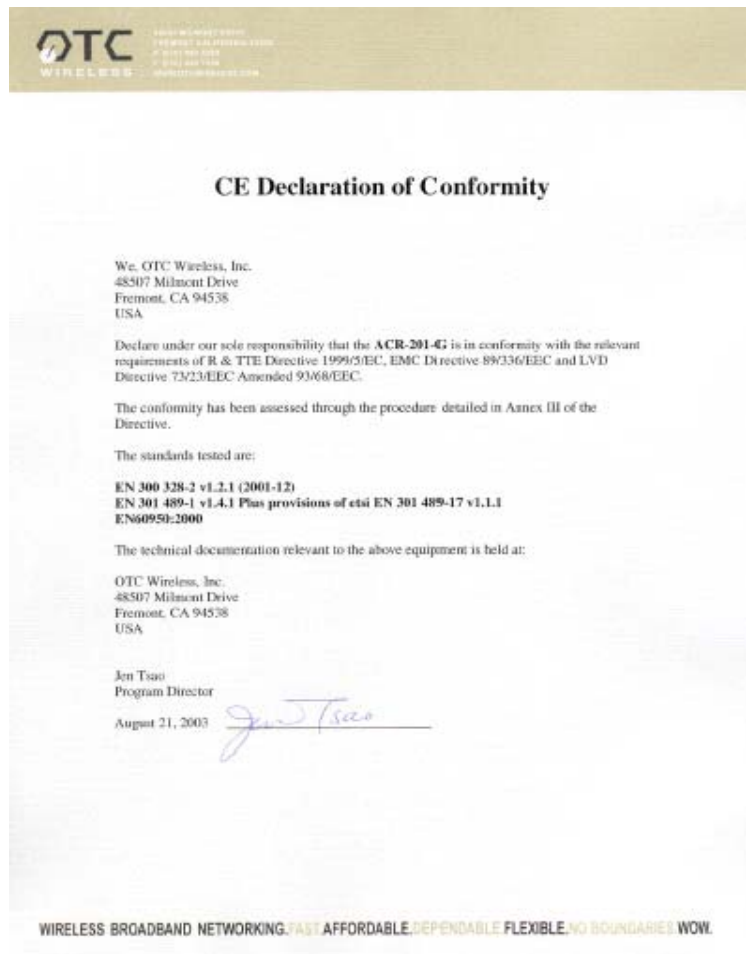 OTC
WIRELESS
CE Declaration of Conformity
We, OTC Wireless, Inc.
48507 Milmont Drive
Fremont, CA 94538
USA
Declare under our sole responsibility that the ACR-201-G is in conformity with the relevant
requirements of R & TTE Directive 1999/5/EC, EMC Directive 89/336/EEC and LVD
Directive 73/23/EEC Amended 93/68/EEC.
The conformity has been assessed through the procedure detailed in Annex III of the
Directive.
The standards tested are:
EN 300 328-2 v1.2.1 (2001-12)
EN 301 489-1 v1.4.1 Plus provisions of etsi EN 301 489-17 v1.1.1
EN60950:2000
The technical documentation relevant to the above equipment is held at:
OTC Wireless, Inc.
48507 Milmont Drive
Fremont, CA 94538
USA
Jen Tsao
Program Director
August 21, 2003 Jen Tsao
WIRELESS BROADBAND NETWORKING.FAST.AFFORDABLE.DEPENDABLE.FLEXIBLE.NO BOUNDARIES.WOW.